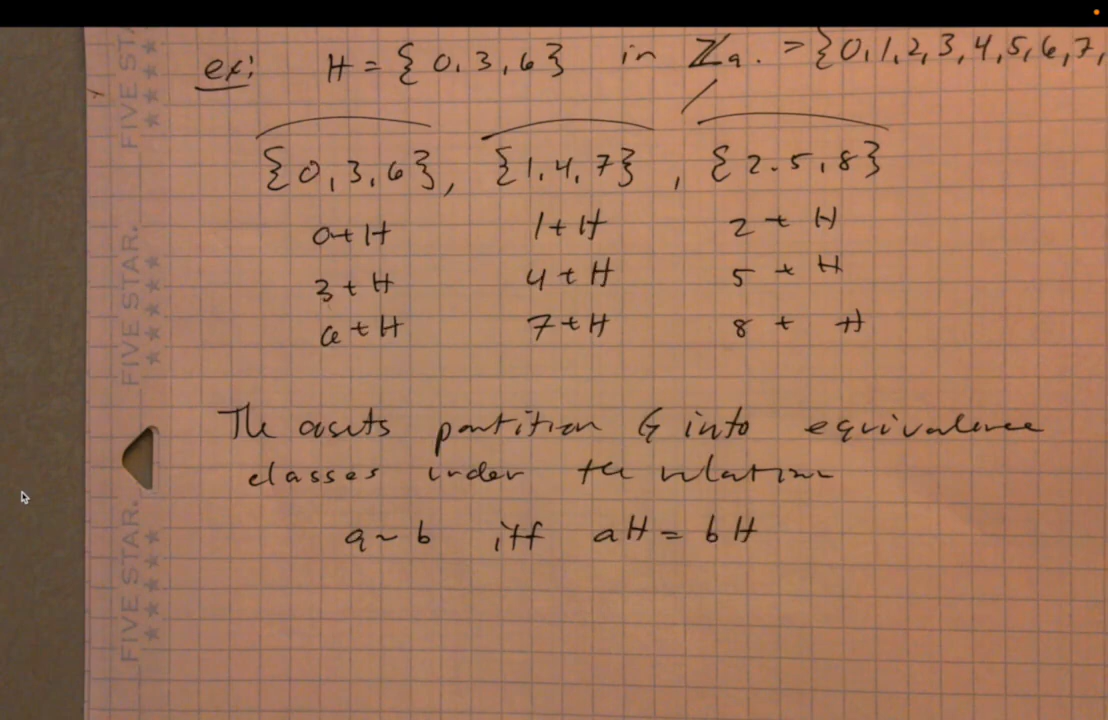 ex: H = {0, 3, 6} in ℤ₉. = {0, 1, 2, 3, 4, 5, 6, 7,
{0, 3, 6}, {1, 4, 7}, {2, 5, 8}
0 + H 1 + H 2 + H
3 + H 4 + H 5 + H
6 + H 7 + H 8 + H
The cosets partition G into equivalence
classes under the relation
a ~ b iff aH = bH
FIVE STAR.
FIVE STAR.
FIVE STAR.
FIVE STAR.